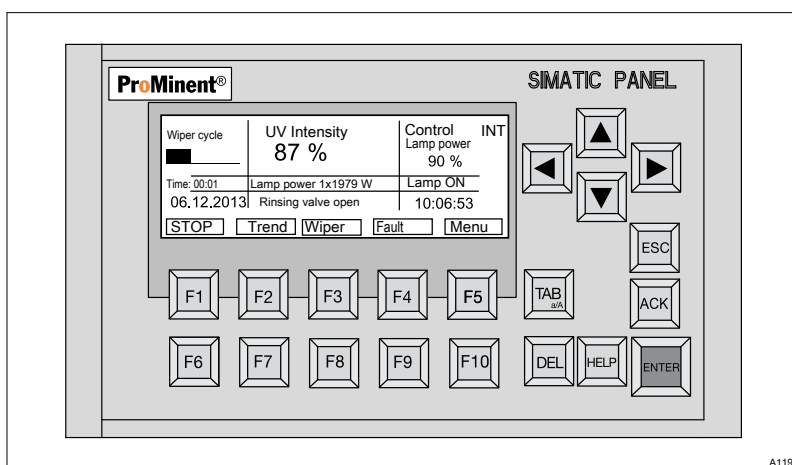 ProMinent®
SIMATIC PANEL
Wiper cycle
UV Intensity
87 %
Control INT
Lamp power
90 %
Time: 00:01
Lamp power 1x1979 W
Lamp ON
06.12.2013
Rinsing valve open
10:06:53
STOP Trend Wiper Fault Menu
ESC
F1 F2 F3 F4 F5
TAB
a/A
ACK
F6 F7 F8 F9 F10
DEL HELP ENTER
A119